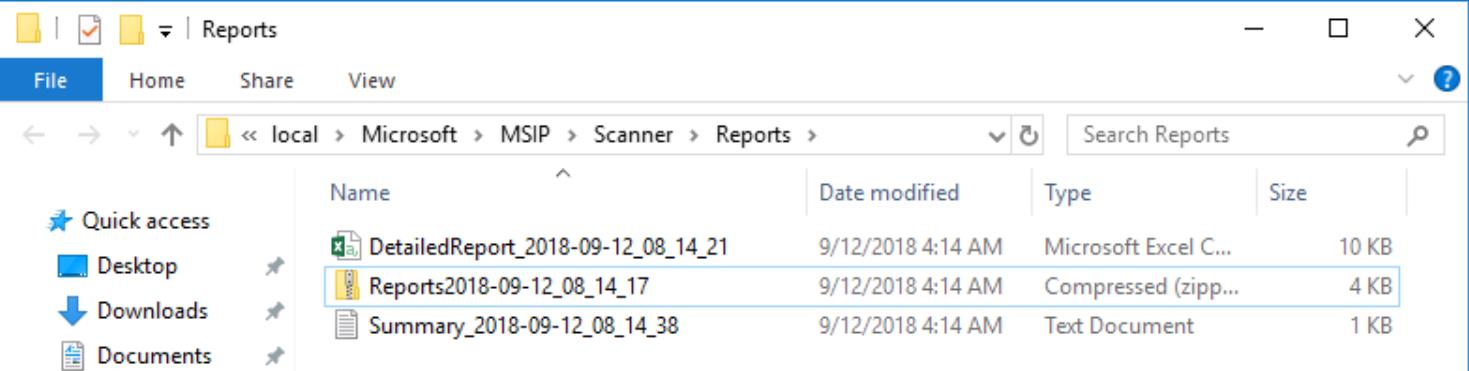 Reports
File Home Share View
« local › Microsoft › MSIP › Scanner › Reports › Search Reports
Name Date modified Type Size
Quick access
DetailedReport_2018-09-12_08_14_21 9/12/2018 4:14 AM Microsoft Excel C... 10 KB
Desktop
Reports2018-09-12_08_14_17 9/12/2018 4:14 AM Compressed (zipp... 4 KB
Downloads
Summary_2018-09-12_08_14_38 9/12/2018 4:14 AM Text Document 1 KB
Documents